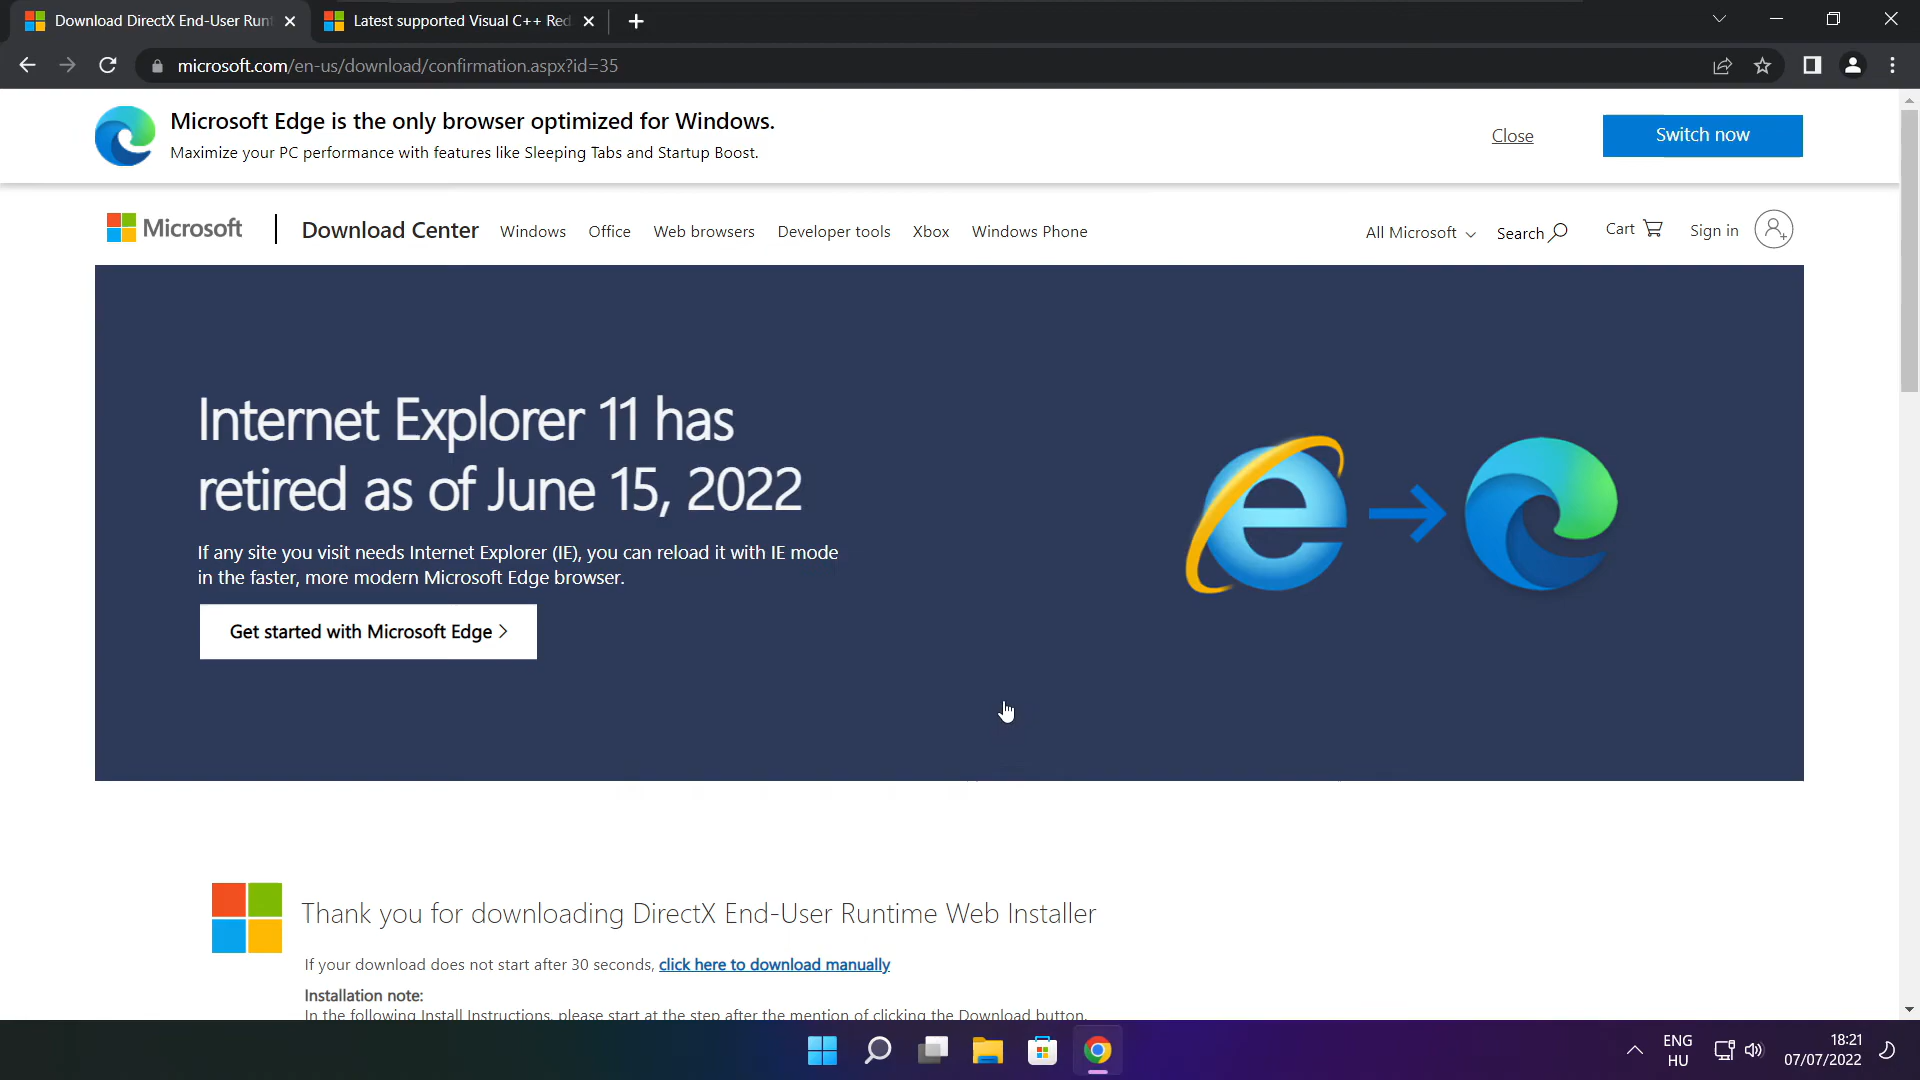 Download DirectX End-User Runt
Latest supported Visual C++ Red
microsoft.com/en-us/download/confirmation.aspx?id=35
Microsoft Edge is the only browser optimized for Windows.
Maximize your PC performance with features like Sleeping Tabs and Startup Boost.
Close
Switch now
Microsoft
Download Center
Windows
Office
Web browsers
Developer tools
Xbox
Windows Phone
All Microsoft
Search
Cart
Sign in
Internet Explorer 11 has
retired as of June 15, 2022
If any site you visit needs Internet Explorer (IE), you can reload it with IE mode
in the faster, more modern Microsoft Edge browser.
Get started with Microsoft Edge >
Thank you for downloading DirectX End-User Runtime Web Installer
If your download does not start after 30 seconds, click here to download manually
Installation note:
In the following Install Instructions, please start at the step after the mention of clicking the Download button.
ENG
HU
18:21
07/07/2022